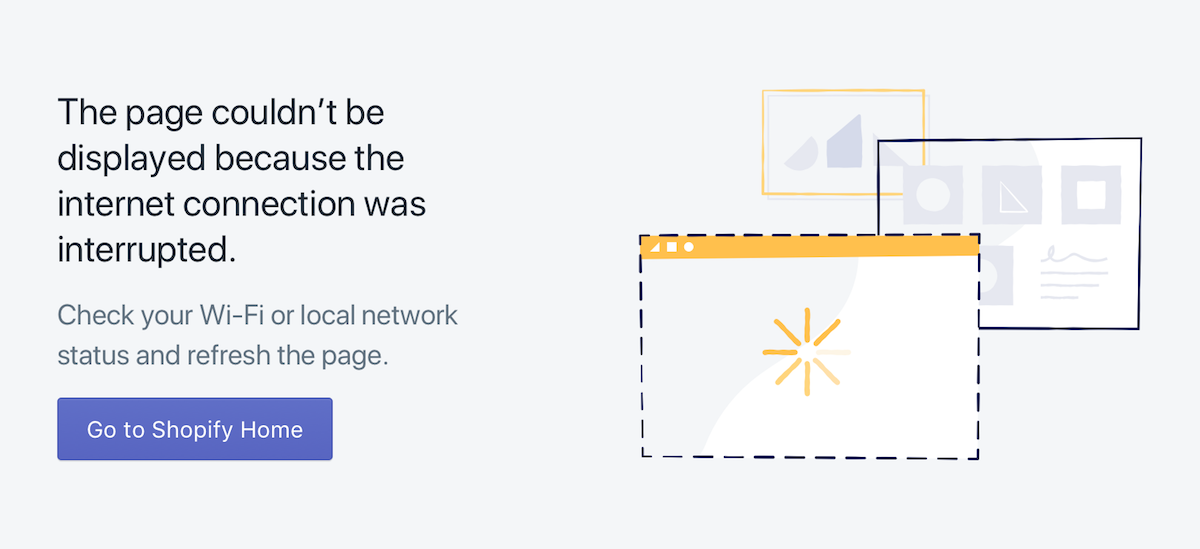 The page couldn’t be
displayed because the
internet connection was
interrupted.
Check your Wi-Fi or local network
status and refresh the page.
Go to Shopify Home